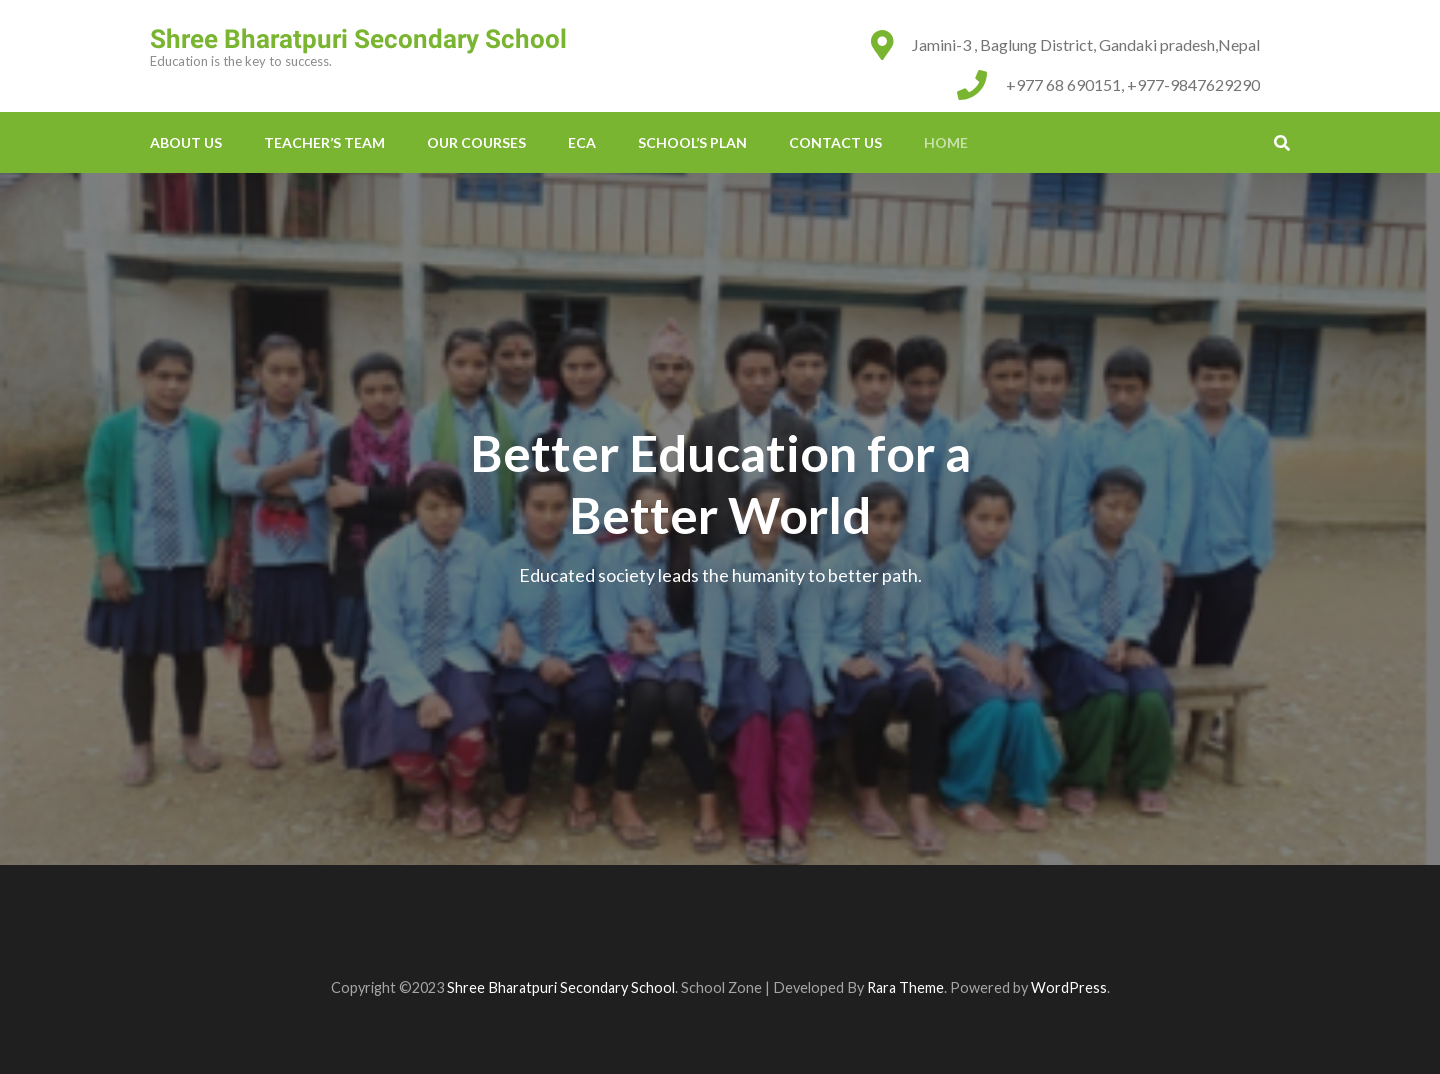 Shree Bharatpuri Secondary School
Education is the key to success.
Jamini-3 , Baglung District, Gandaki pradesh,Nepal
+977 68 690151, +977-9847629290
ABOUT US
TEACHER'S TEAM
OUR COURSES
ECA
SCHOOL'S PLAN
CONTACT US
HOME
Better Education for a
Better World
Educated society leads the humanity to better path.
Copyright ©2023 Shree Bharatpuri Secondary School. School Zone | Developed By Rara Theme. Powered by WordPress.